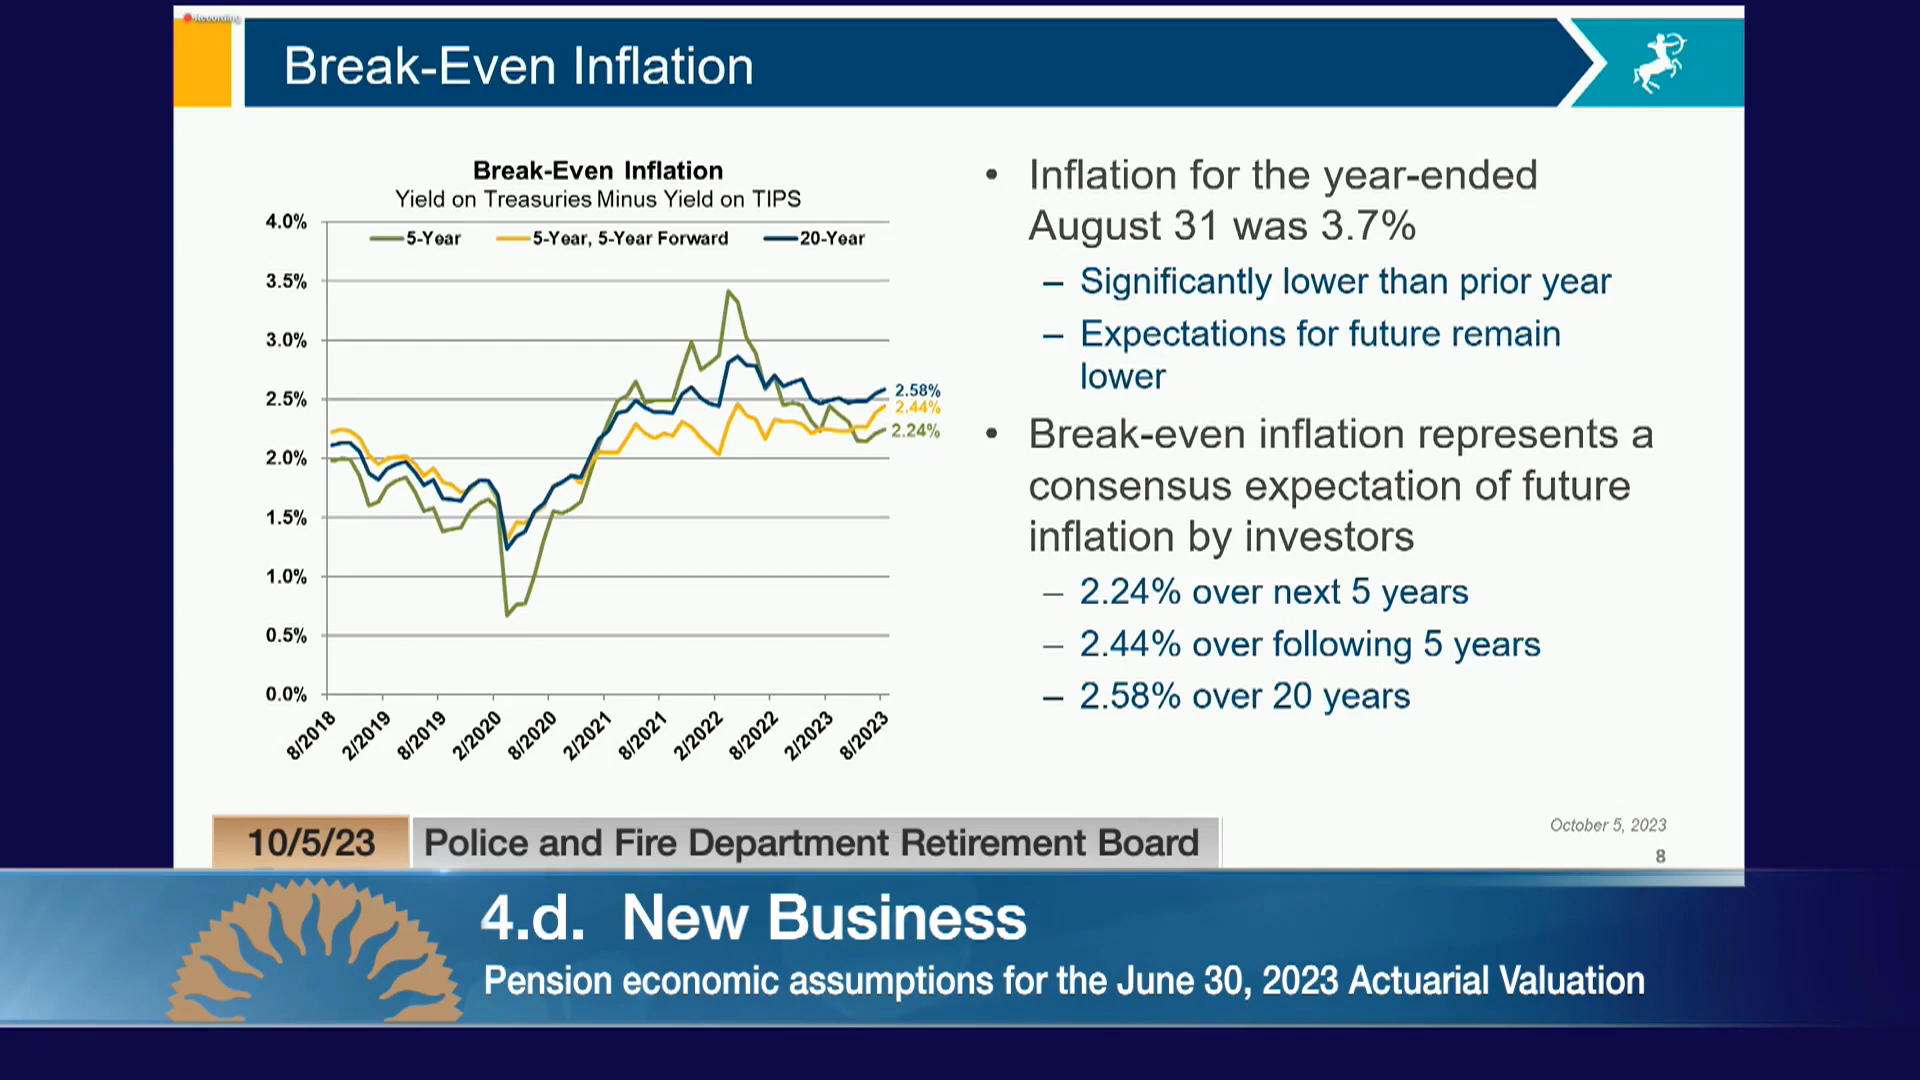 Recording
Break-Even Inflation
Break-Even Inflation
Yield on Treasuries Minus Yield on TIPS
4.0%
5-Year
5-Year, 5-Year Forward
20-Year
3.5%
3.0%
2.5%
2.0%
1.5%
1.0%
0.5%
0.0%
2.58%
2.44%
2.24%
8/2018
2/2019
8/2019
2/2020
8/2020
2/2021
8/2021
2/2022
8/2022
2/2023
8/2023
• Inflation for the year-ended
August 31 was 3.7%
– Significantly lower than prior year
– Expectations for future remain
lower
• Break-even inflation represents a
consensus expectation of future
inflation by investors
– 2.24% over next 5 years
– 2.44% over following 5 years
– 2.58% over 20 years
October 5, 2023
8
10/5/23
Police and Fire Department Retirement Board
4.d. New Business
Pension economic assumptions for the June 30, 2023 Actuarial Valuation